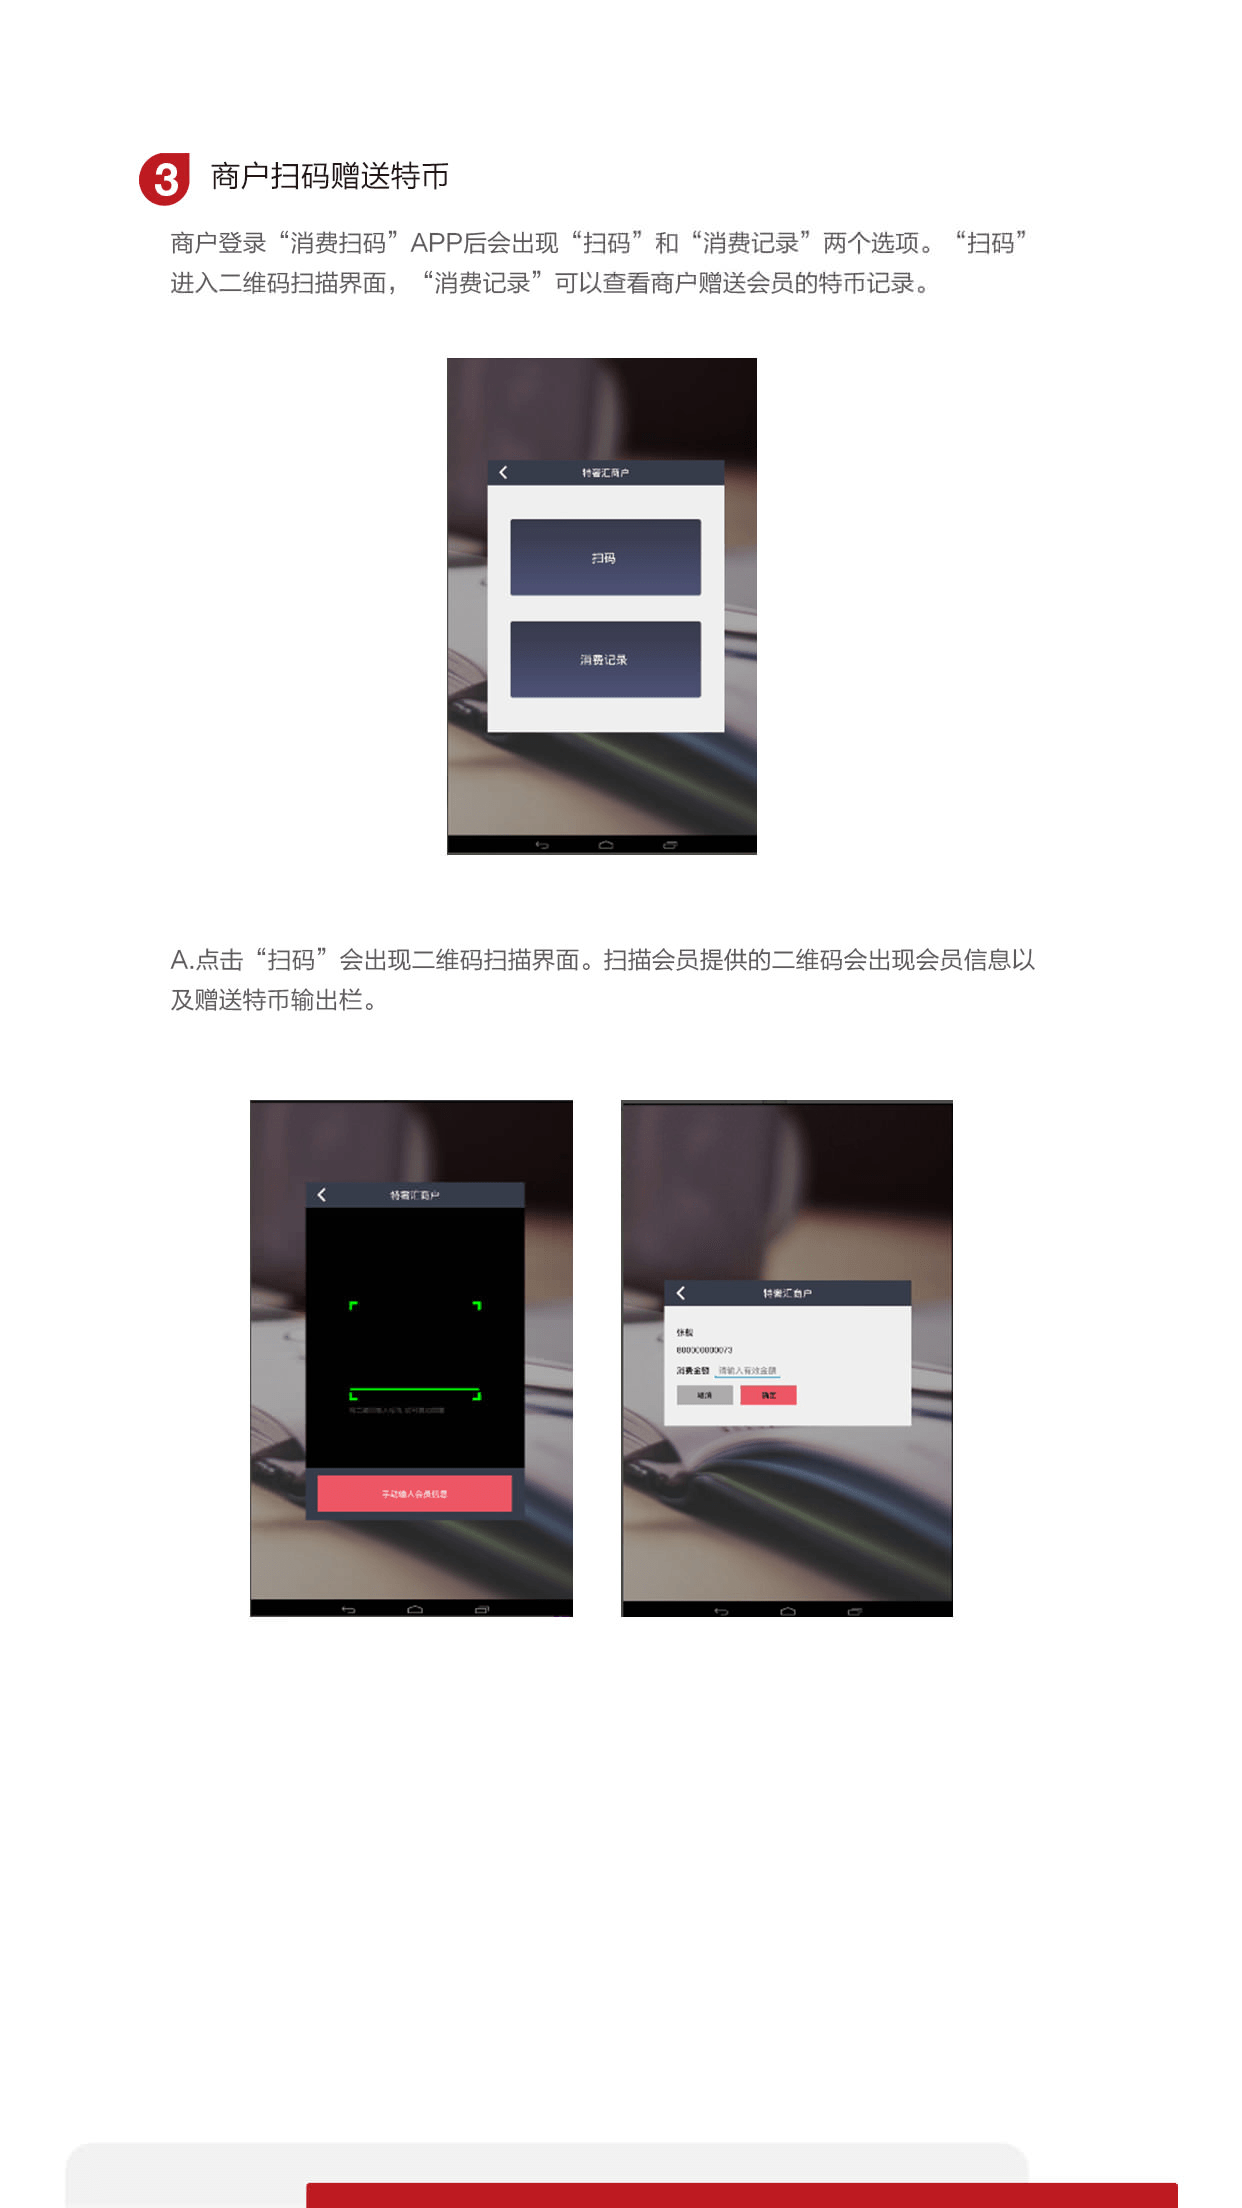 3 商户扫码赠送特币
商户登录“消费扫码”APP后会出现“扫码”和“消费记录”两个选项。“扫码”
进入二维码扫描界面，“消费记录”可以查看商户赠送会员的特币记录。
特奢汇商户
扫码
消费记录
A.点击“扫码”会出现二维码扫描界面。扫描会员提供的二维码会出现会员信息以
及赠送特币输出栏。
特奢汇商户
手动输入会员信息
特奢汇商户
消费金额 请输入有效金额
取消 确定